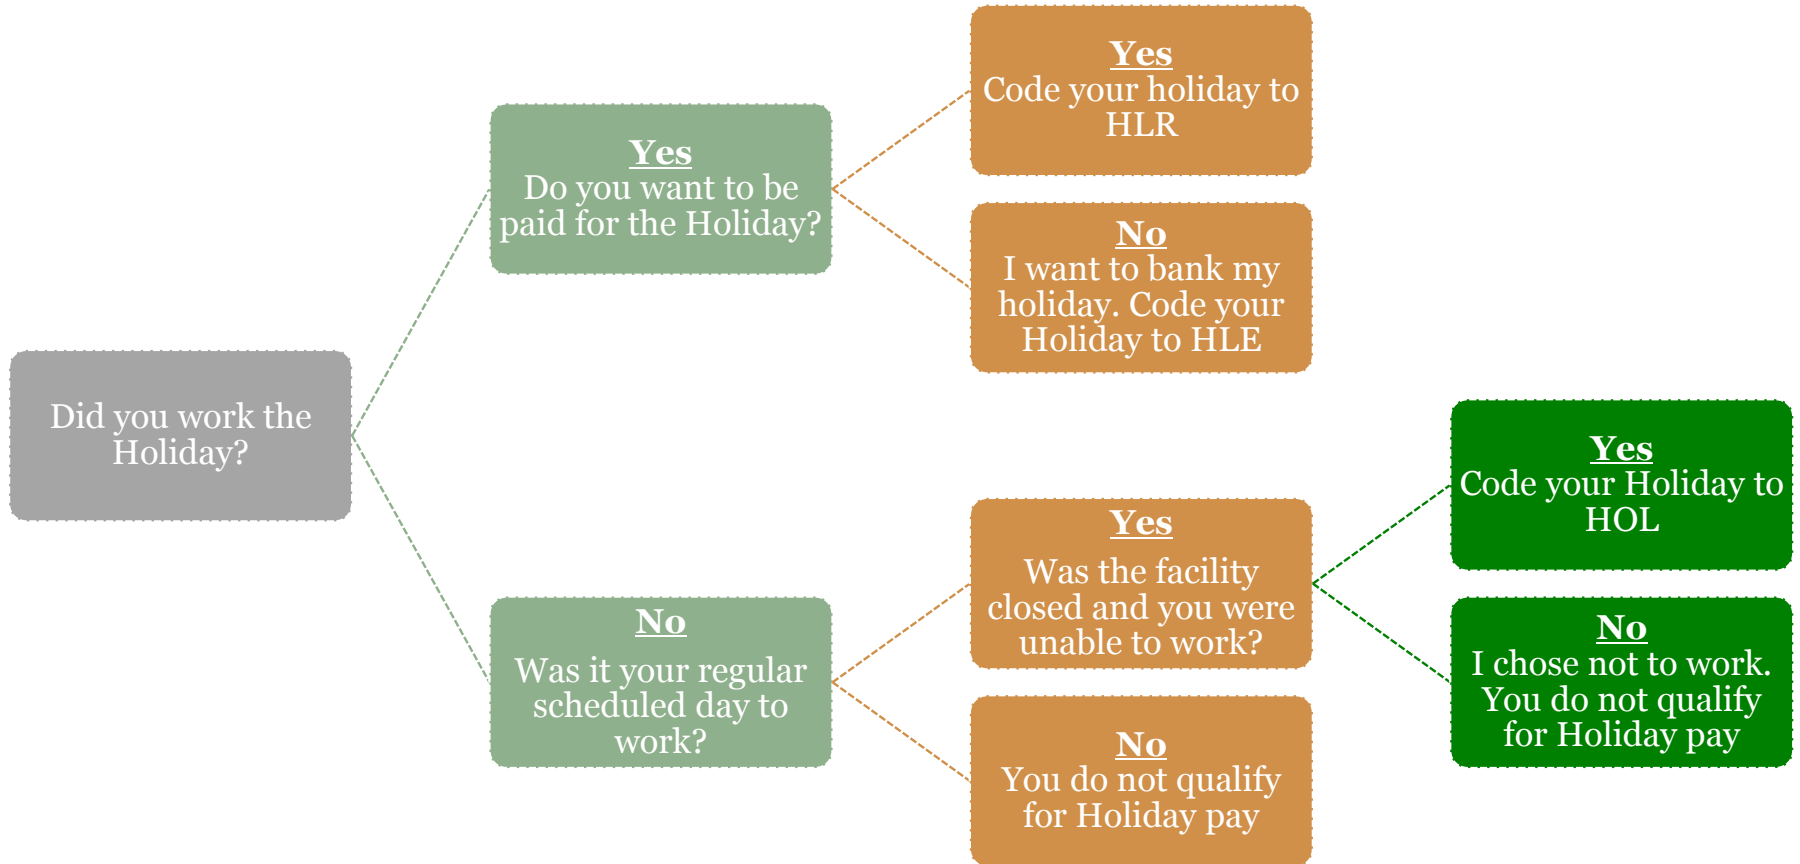 Did you work the
Holiday?
Yes
Do you want to be
paid for the Holiday?
Yes
Code your holiday to
HLR
No
I want to bank my
holiday. Code your
Holiday to HLE
No
Was it your regular
scheduled day to
work?
Yes
Was the facility
closed and you were
unable to work?
Yes
Code your Holiday to
HOL
No
I chose not to work.
You do not qualify
for Holiday pay
No
You do not qualify
for Holiday pay